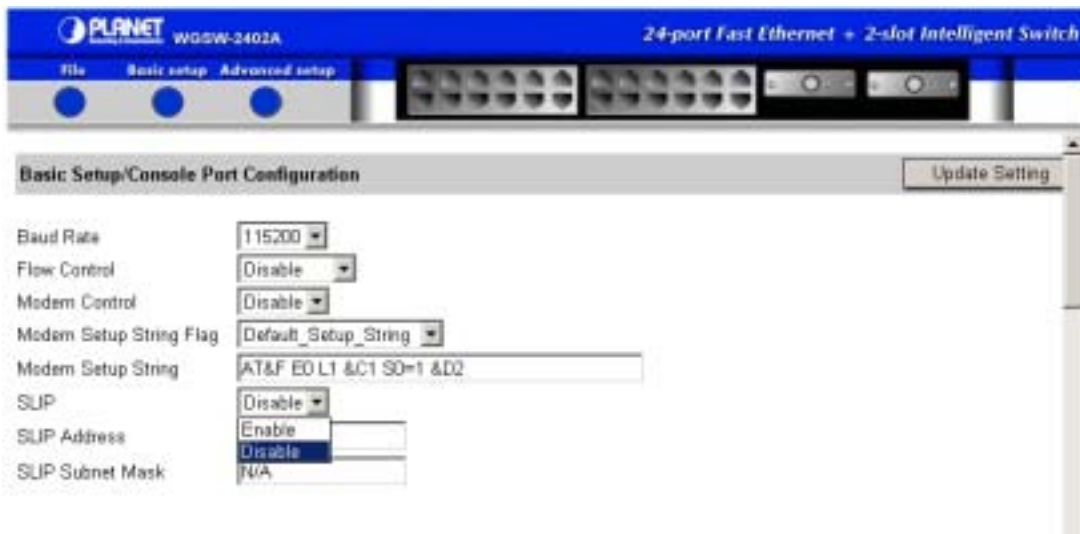 PLANET WGSW-2402A
24-port Fast Ethernet + 2-slot Intelligent Switch
File Basic setup Advanced setup
Basic Setup/Console Port Configuration
Update Setting
Baud Rate 115200
Flow Control Disable
Modem Control Disable
Modem Setup String Flag Default_Setup_String
Modem Setup String AT&F E0 L1 &C1 S0=1 &D2
SLIP Disable
Enable
SLIP Address
Disable
SLIP Subnet Mask N/A